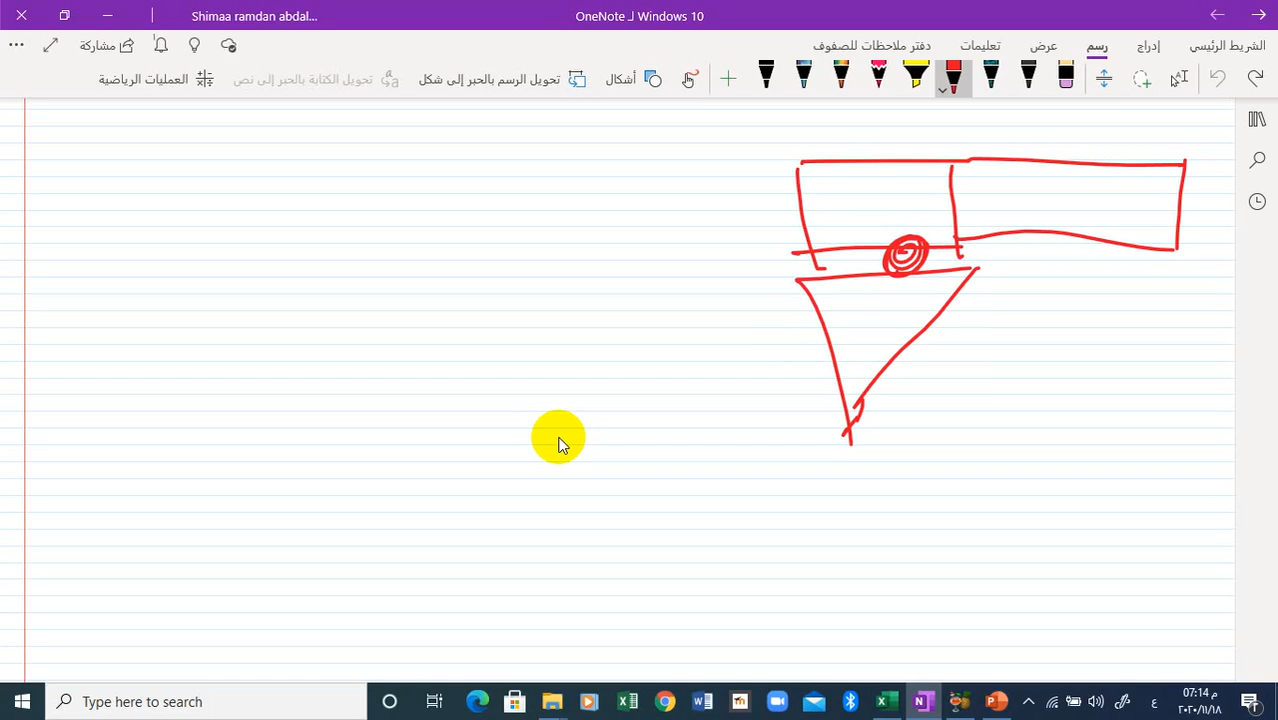 Shimaa ramdan abdal...
OneNote لـ Windows 10
الشريط الرئيسي إدراج رسم عرض تعليمات دفتر ملاحظات للصفوف مشاركة
أشكال تحويل الرسم بالحبر إلى شكل تحويل الكتابة بالحبر إلى نص العمليات الرياضية
Type here to search
ع
م 07:14
٢٠٢٠/١١/١٨